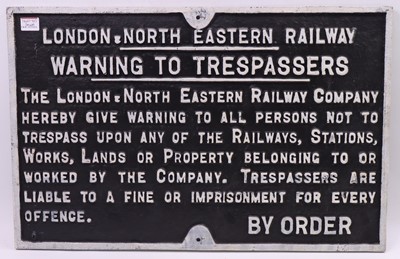 LONDON & NORTH EASTERN RAILWAY
WARNING TO TRESPASSERS
THE LONDON & NORTH EASTERN RAILWAY COMPANY
HEREBY GIVE WARNING TO ALL PERSONS NOT TO
TRESPASS UPON ANY OF THE RAILWAYS, STATIONS,
WORKS, LANDS OR PROPERTY BELONGING TO OR
WORKED BY THE COMPANY. TRESPASSERS ARE
LIABLE TO A FINE OR IMPRISONMENT FOR EVERY
OFFENCE.
BY ORDER